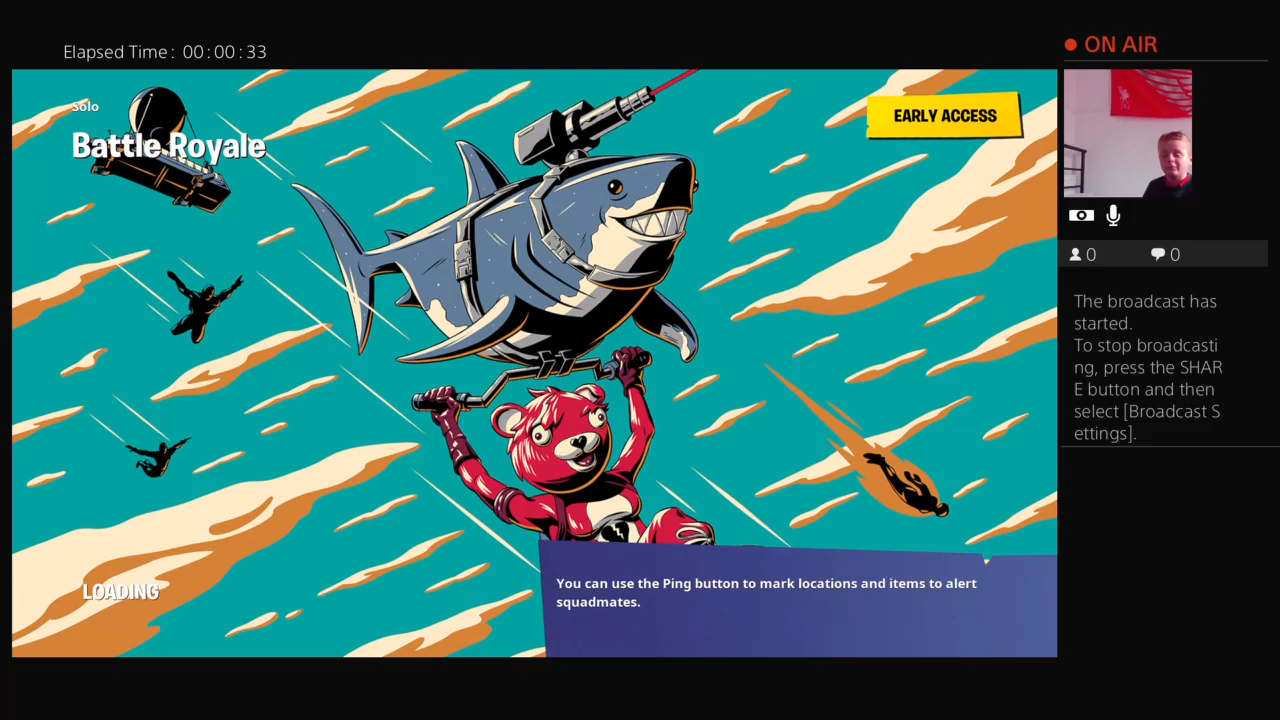 Elapsed Time: 00:00:33
ON AIR
Solo
Battle Royale
EARLY ACCESS
0
0
The broadcast has
started.
To stop broadcasti
ng, press the SHAR
E button and then
select [Broadcast S
ettings].
LOADING
You can use the Ping button to mark locations and items to alert
squadmates.